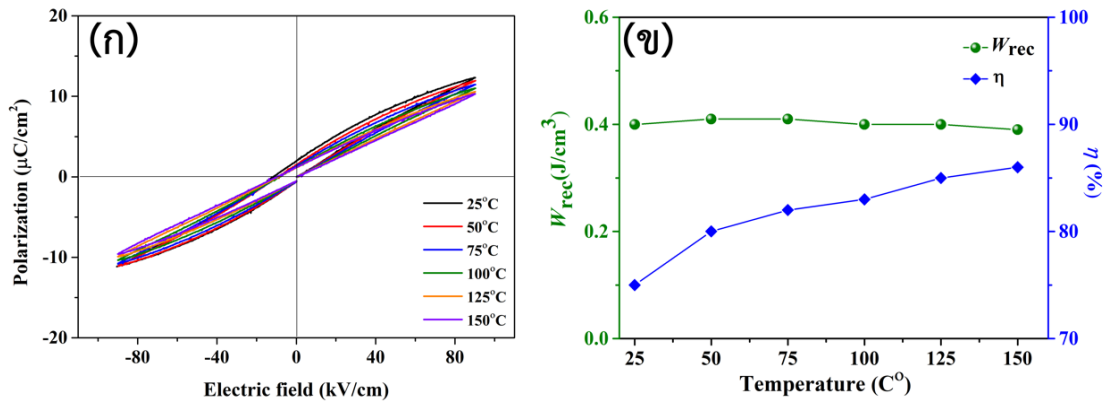 (ก)
20
10
0
-10
-20
Polarization (μC/cm²)
-80
-40
0
40
80
Electric field (kV/cm)
25°C
50°C
75°C
100°C
125°C
150°C
(ข)
0.6
0.4
0.2
0.0
W_rec(J/cm³)
25
50
75
100
125
150
Temperature (C°)
W_rec
η
100
90
80
70
η (%)